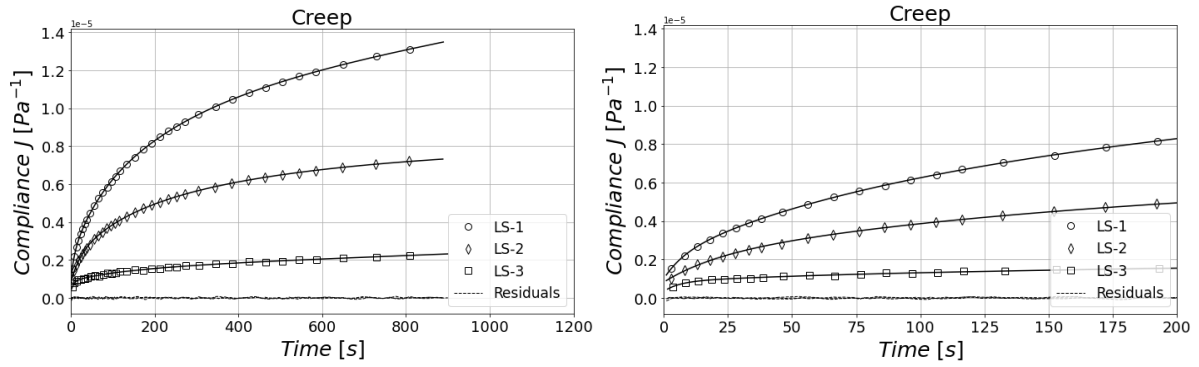 Creep
1e−5
1.4
1.2
1.0
0.8
0.6
0.4
0.2
0.0
Compliance J [Pa⁻¹]
0
200
400
600
800
1000
1200
Time [s]
LS-1
LS-2
LS-3
Residuals
Creep
1e−5
1.4
1.2
1.0
0.8
0.6
0.4
0.2
0.0
Compliance J [Pa⁻¹]
0
25
50
75
100
125
150
175
200
Time [s]
LS-1
LS-2
LS-3
Residuals